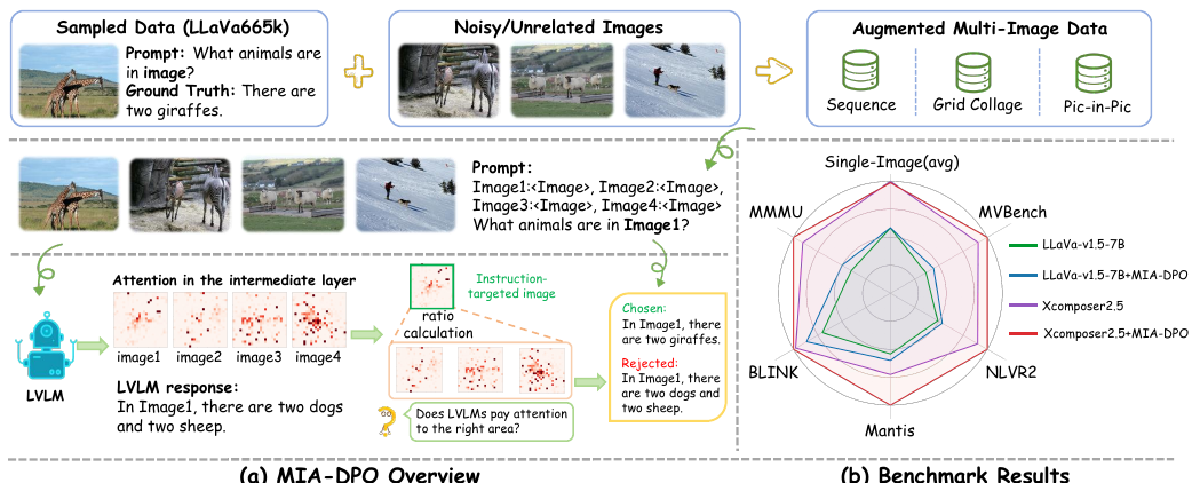 Sampled Data (LLaVa665k)
Prompt: What animals are
in image?
Ground Truth: There are
two giraffes.
Noisy/Unrelated Images
Augmented Multi-Image Data
Sequence
Grid Collage
Pic-in-Pic
Prompt:
Image1:<Image>, Image2:<Image>,
Image3:<Image>, Image4:<Image>
What animals are in Image1?
Attention in the intermediate layer
image1
image2
image3
image4
LVLM
LVLM response:
In Image1, there are two dogs
and two sheep.
Instruction-
targeted image
ratio
calculation
Does LVLMs pay attention
to the right area?
Chosen:
In Image1, there
are two giraffes.
Rejected:
In Image1, there
are two dogs and
two sheep.
(a) MIA-DPO Overview
Single-Image(avg)
MMMU
MVBench
BLINK
NLVR2
Mantis
LLaVa-v1.5-7B
LLaVa-v1.5-7B+MIA-DPO
Xcomposer2.5
Xcomposer2.5+MIA-DPO
(b) Benchmark Results